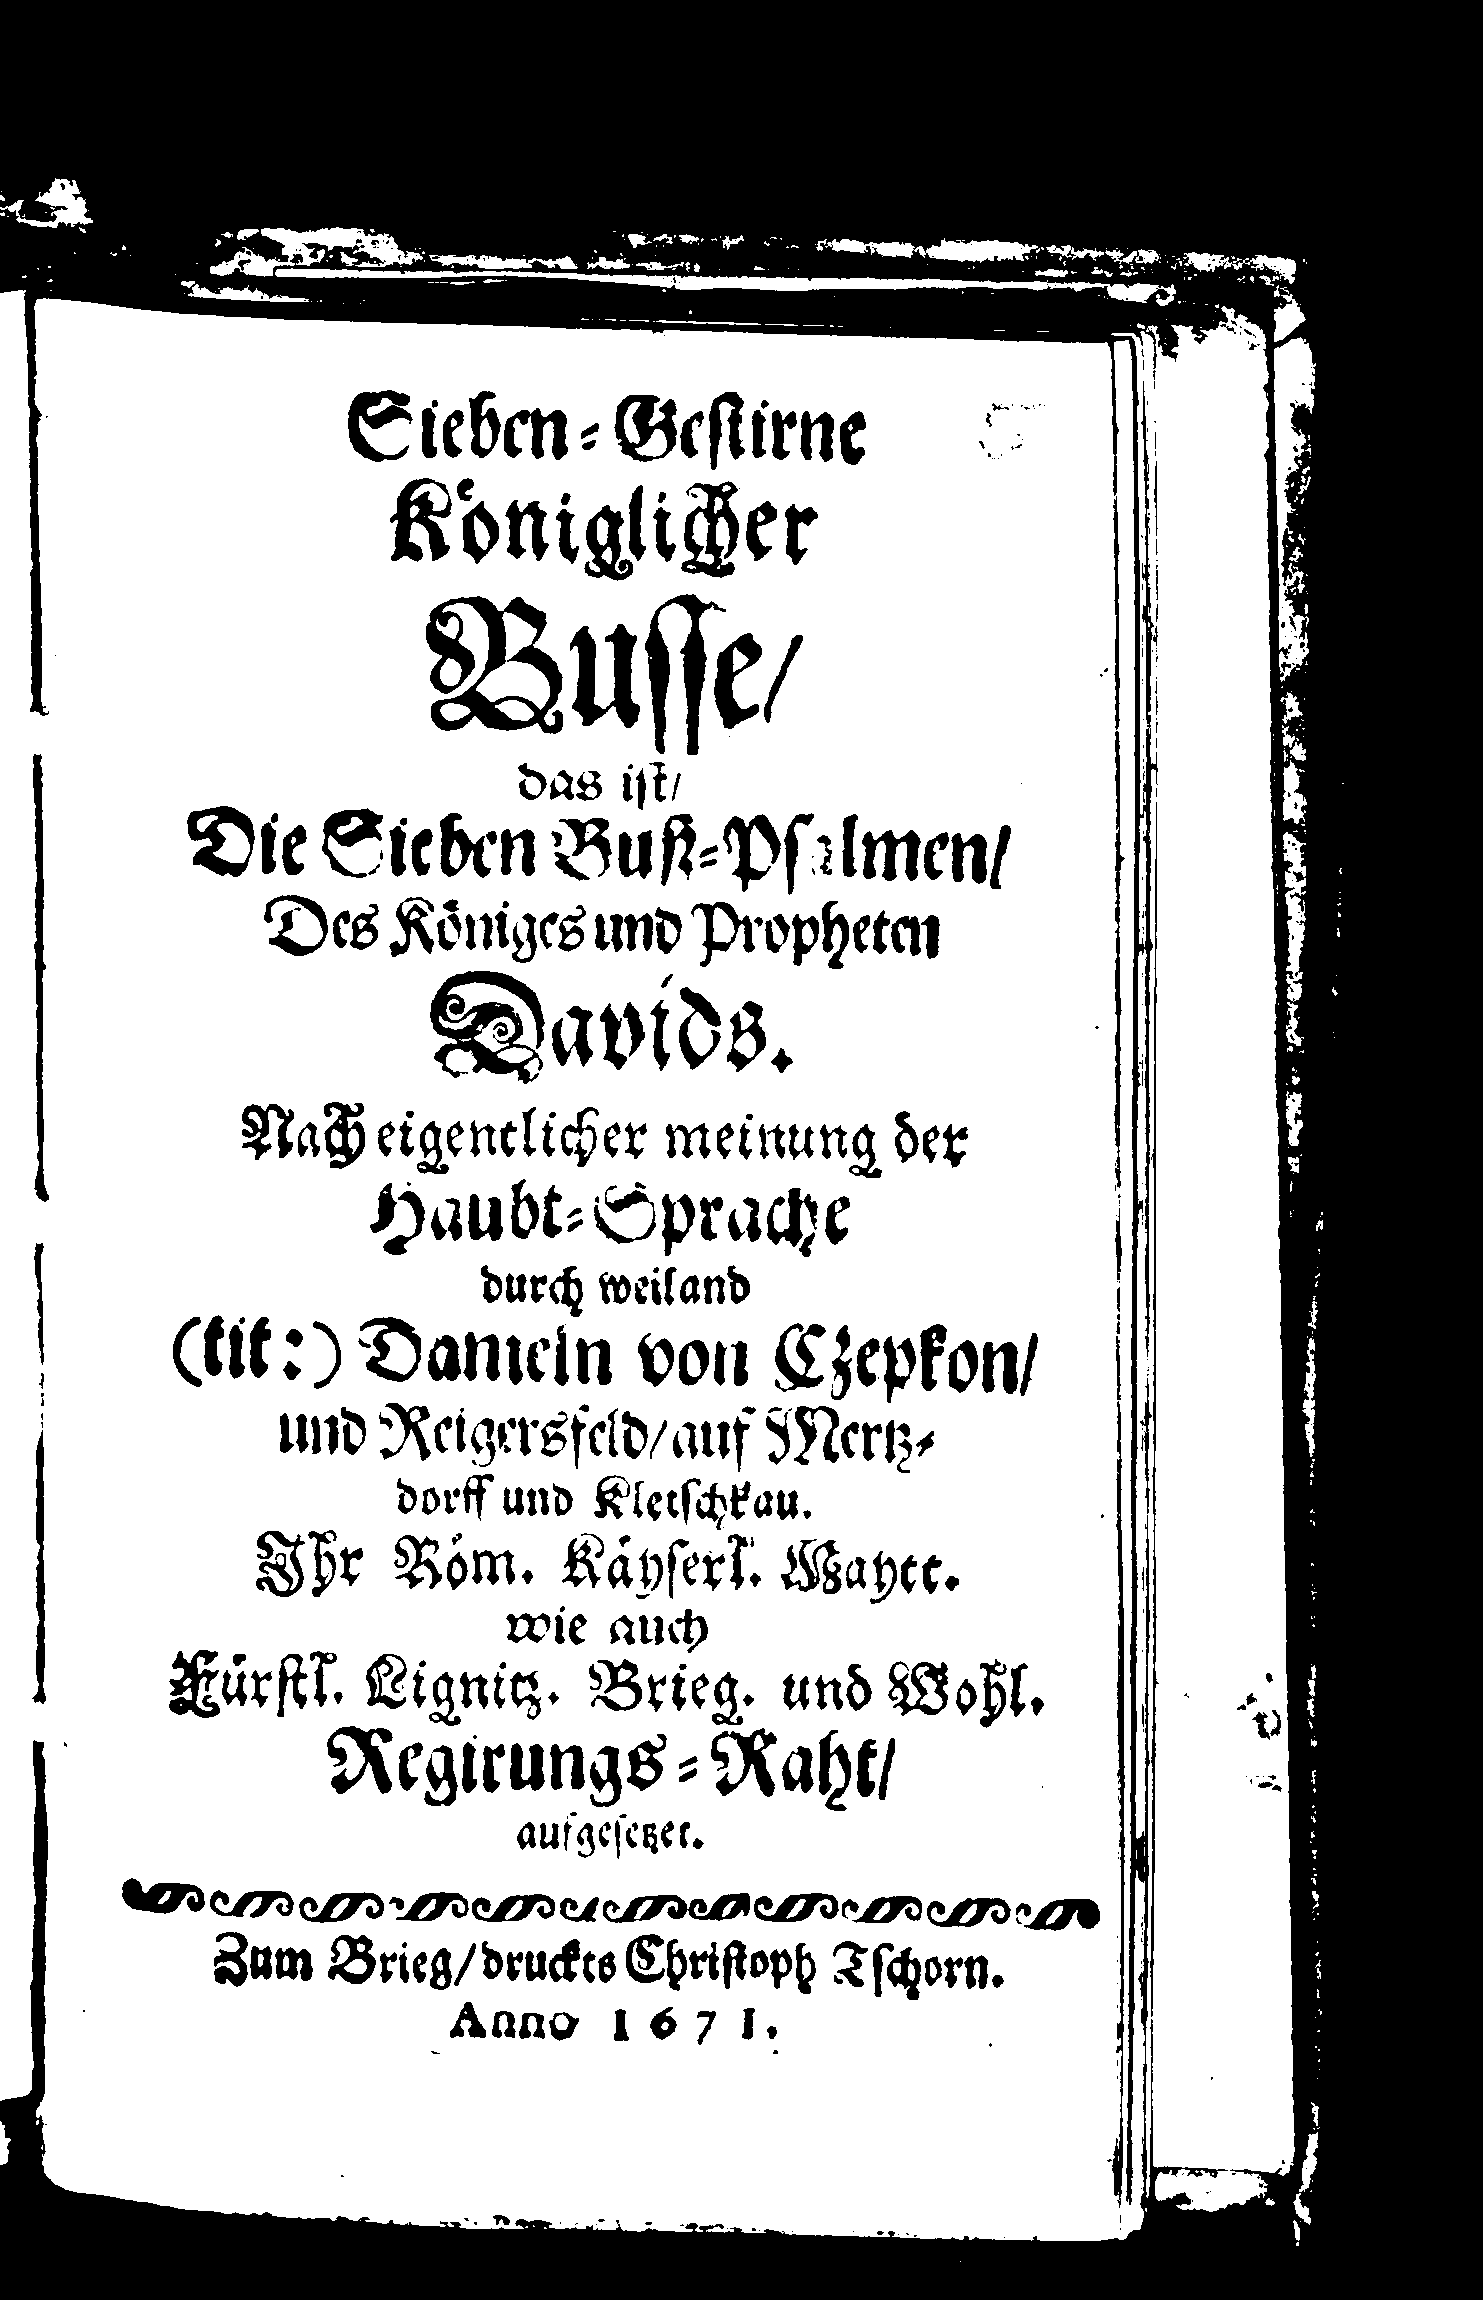 Sieben-Gestirne
Königlicher
Busse/
das ist/
Die Sieben Buß-Psalmen/
Des Königes und Propheten
Davids.
Nach eigentlicher meinung der
Haubt-Sprache
durch weiland
(tit:) Danieln von Czepkon/
und Reigersfeld/auf Mertz-
dorff und Kletschkau.
Ihr Röm. Käyserl. Maytt.
wie auch
Fürstl. Lignitz. Brieg. und Wohl.
Regirungs-Raht/
aufgesetzet.
Zum Brieg/druckts Christoph Tschorn.
Anno 1671.